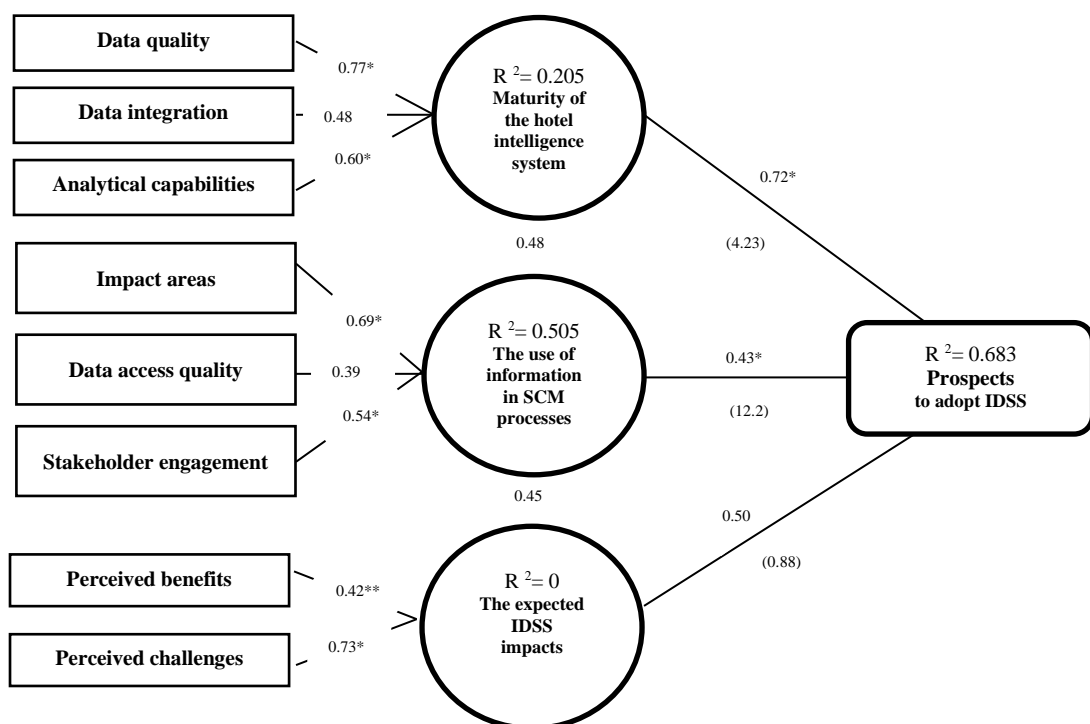 Data quality
0.77*
Data integration
0.48
Analytical capabilities
0.60*
R ²= 0.205
Maturity of
the hotel
intelligence
system
0.72*
(4.23)
0.48
Impact areas
0.69*
Data access quality
0.39
Stakeholder engagement
0.54*
R ²= 0.505
The use of
information
in SCM
processes
0.43*
(12.2)
R ²= 0.683
Prospects
to adopt IDSS
0.45
Perceived benefits
0.42**
Perceived challenges
0.73*
R ²= 0
The expected
IDSS
impacts
0.50
(0.88)